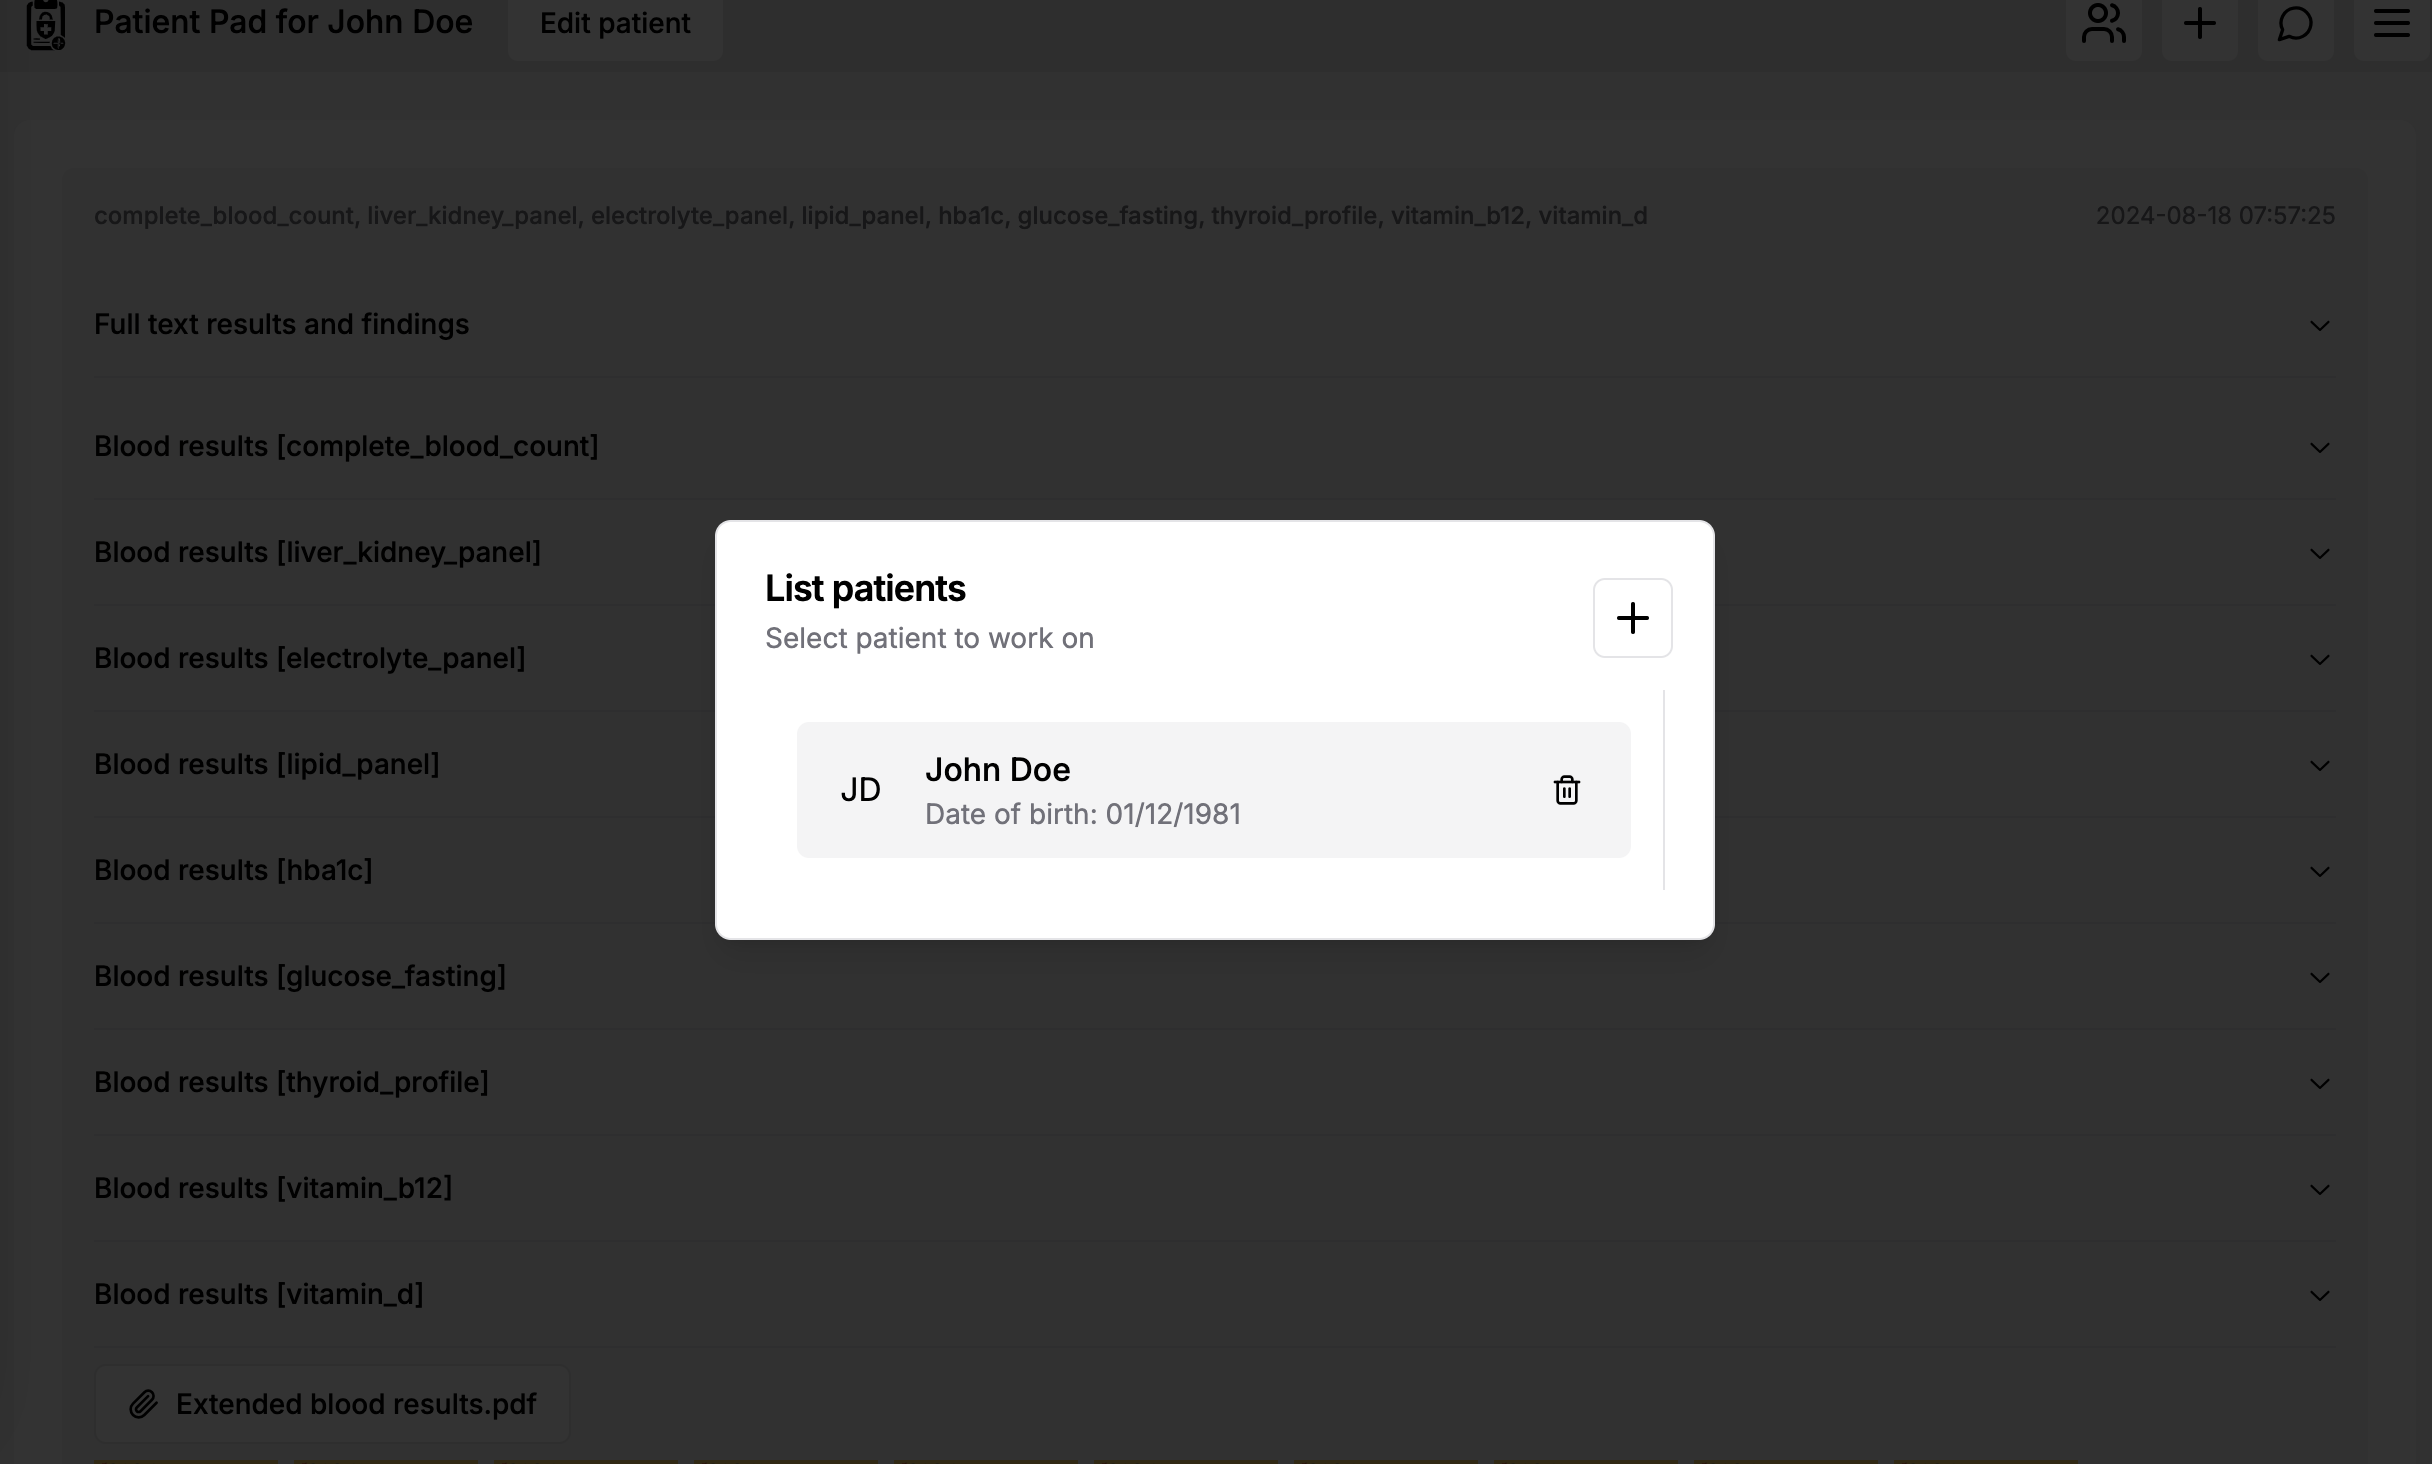 Patient Pad for John Doe
Edit patient
complete_blood_count, liver_kidney_panel, electrolyte_panel, lipid_panel, hba1c, glucose_fasting, thyroid_profile, vitamin_b12, vitamin_d
2024-08-18 07:57:25
Full text results and findings
Blood results [complete_blood_count]
Blood results [liver_kidney_panel]
Blood results [electrolyte_panel]
Blood results [lipid_panel]
Blood results [hba1c]
Blood results [glucose_fasting]
Blood results [thyroid_profile]
Blood results [vitamin_b12]
Blood results [vitamin_d]
Extended blood results.pdf
List patients
Select patient to work on
JD
John Doe
Date of birth: 01/12/1981